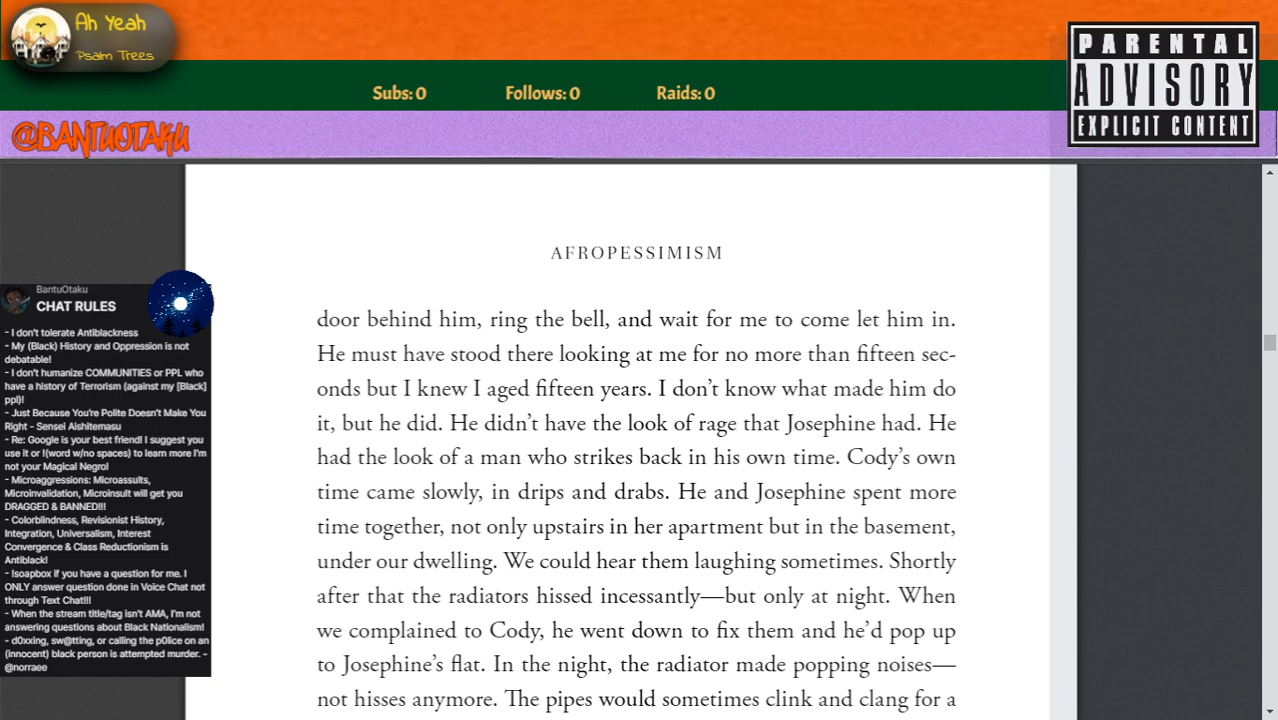 Ah Yeah
Psalm Trees
PARENTAL
ADVISORY
EXPLICIT CONTENT
Subs: 0
Follows: 0
Raids: 0
@BANTUOTAKU
AFROPESSIMISM
door behind him, ring the bell, and wait for me to come let him in.
He must have stood there looking at me for no more than fifteen sec-
onds but I knew I aged fifteen years. I don’t know what made him do
it, but he did. He didn’t have the look of rage that Josephine had. He
had the look of a man who strikes back in his own time. Cody’s own
time came slowly, in drips and drabs. He and Josephine spent more
time together, not only upstairs in her apartment but in the basement,
under our dwelling. We could hear them laughing sometimes. Shortly
after that the radiators hissed incessantly—but only at night. When
we complained to Cody, he went down to fix them and he’d pop up
to Josephine’s flat. In the night, the radiator made popping noises—
not hisses anymore. The pipes would sometimes clink and clang for a
BantuOtaku
CHAT RULES
- I don't tolerate Antiblackness
- My (Black) History and Oppression is not
debatable!
- I don't humanize COMMUNITIES or PPL who
have a history of Terrorism (against my [Black]
ppl)!
- Just Because You're Polite Doesn't Make You
Right - Sensei Aishitemasu
- Re: Google is your best friend! I suggest you
use it or !(word w/no spaces) to learn more I'm
not your Magical Negro!
- Microaggressions: Microassults,
Microinvalidation, Microinsult will get you
DRAGGED & BANNED!!!
- Colorblindness, Revisionist History,
Integration, Universalism, Interest
Convergence & Class Reductionism is
Antiblack!
- !soapbox if you have a question for me. I
ONLY answer question done in Voice Chat not
through Text Chat!!!
- When the stream title/tag isn't AMA, I'm not
answering questions about Black Nationalism!
- d0xxing, sw@tting, or calling the p0lice on an
(innocent) black person is attempted murder. -
@norraee